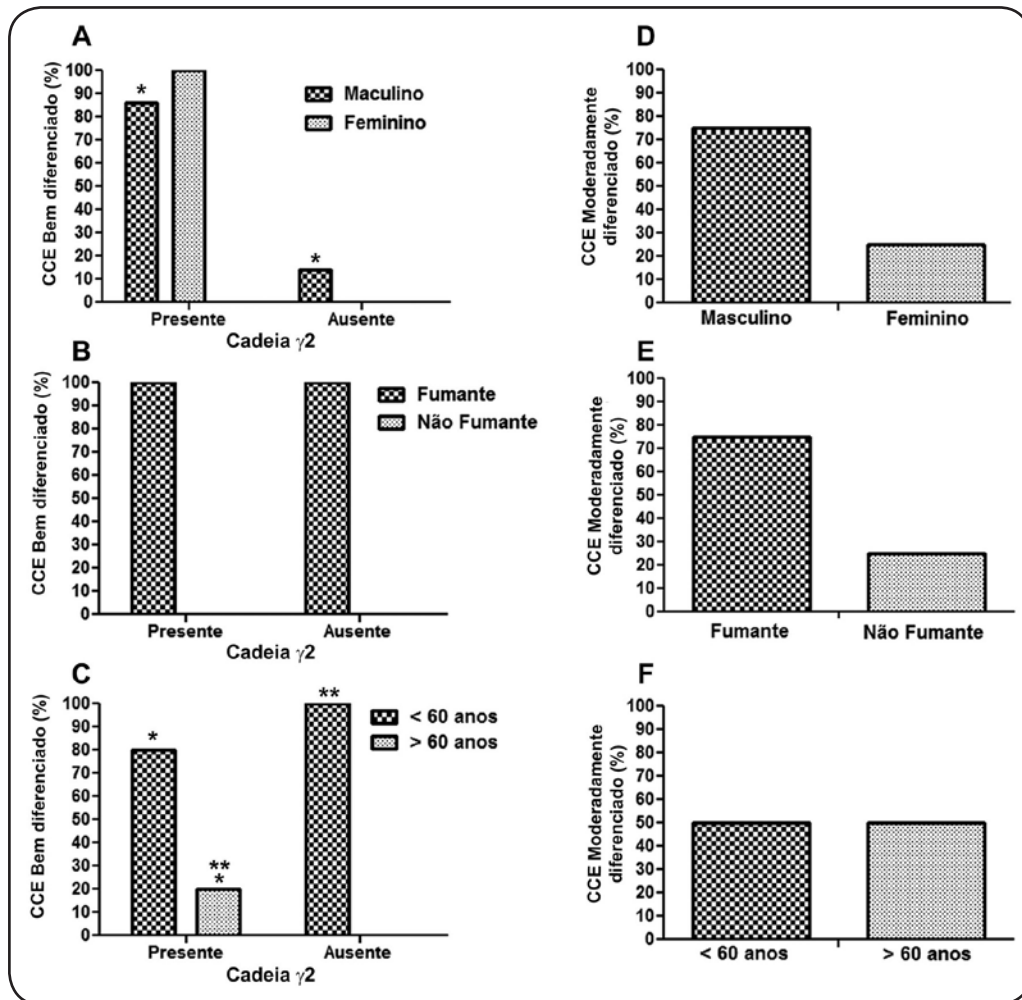 A
CCE Bem diferenciado (%)
100
90
80
70
60
50
40
30
20
10
0
*
*
Maculino
Feminino
Presente
Ausente
Cadeia γ2
B
CCE Bem diferenciado (%)
100
90
80
70
60
50
40
30
20
10
0
Fumante
Não Fumante
Presente
Ausente
Cadeia γ2
C
CCE Bem diferenciado (%)
100
90
80
70
60
50
40
30
20
10
0
*
**
*
**
< 60 anos
> 60 anos
Presente
Ausente
Cadeia γ2
D
CCE Moderadamente
diferenciado (%)
100
90
80
70
60
50
40
30
20
10
0
Masculino
Feminino
E
CCE Moderadamente
diferenciado (%)
100
90
80
70
60
50
40
30
20
10
0
Fumante
Não Fumante
F
CCE Moderadamente
diferenciado (%)
100
90
80
70
60
50
40
30
20
10
0
< 60 anos
> 60 anos